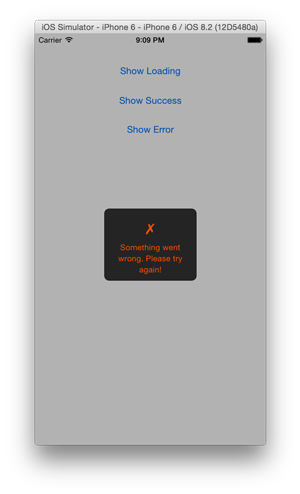 iOS Simulator - iPhone 6 - iPhone 6 / iOS 8.2 (12D5480a)
Carrier 9:09 PM
Show Loading
Show Success
Show Error
✗
Something went
wrong. Please try
again!